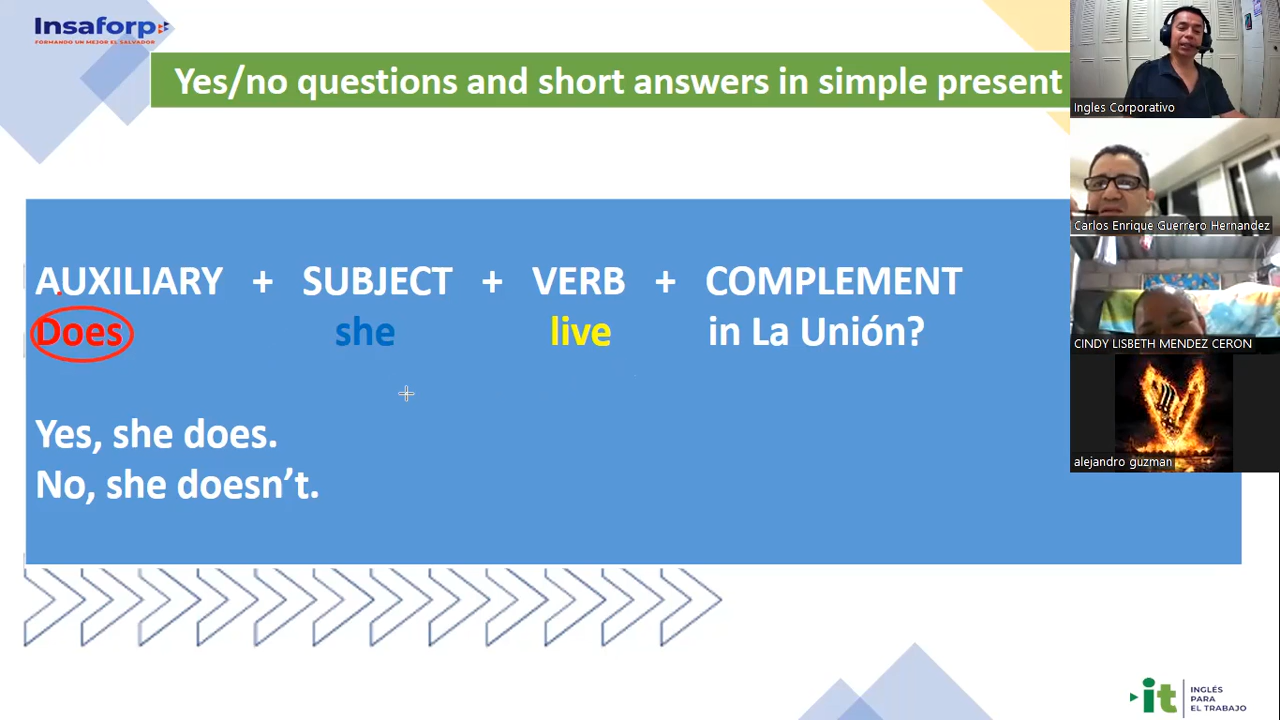 Insaforp
FORMANDO UN MEJOR EL SALVADOR
Yes/no questions and short answers in simple present
AUXILIARY + SUBJECT + VERB + COMPLEMENT
Does she live in La Unión?
Yes, she does.
No, she doesn’t.
Ingles Corporativo
Carlos Enrique Guerrero Hernandez
CINDY LISBETH MENDEZ CERON
alejandro guzman
it
INGLÉS
PARA
EL TRABAJO